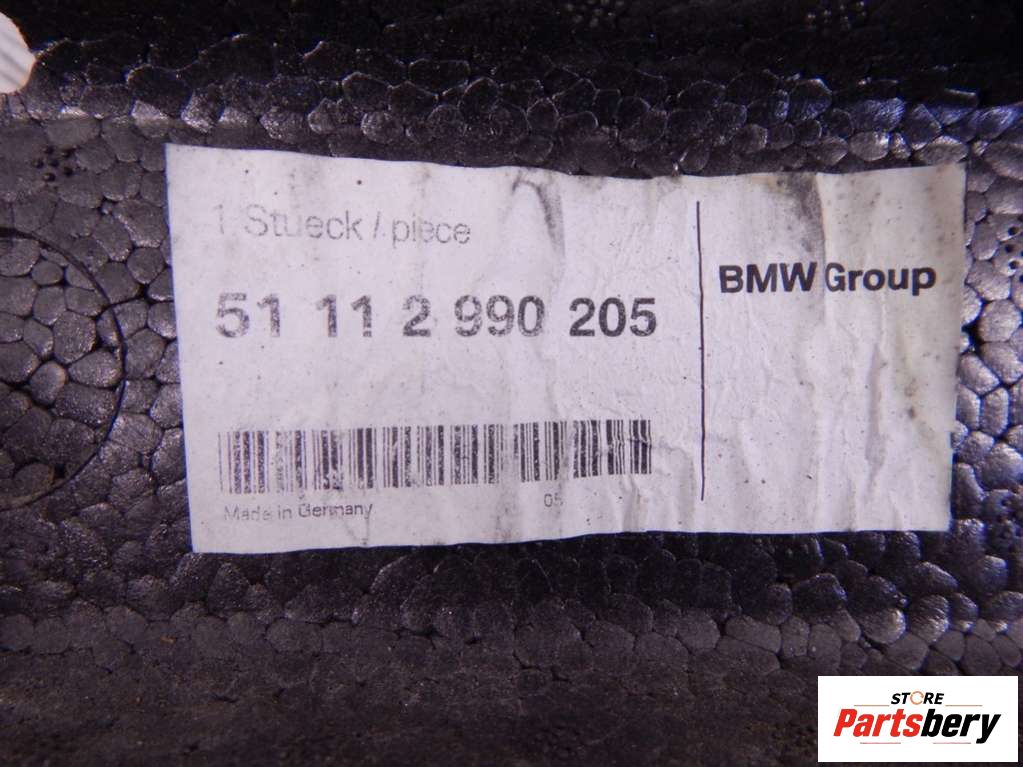 1 Stueck / piece
51 11 2 990 205
BMW Group
Made in Germany
05
STORE
Partsbery